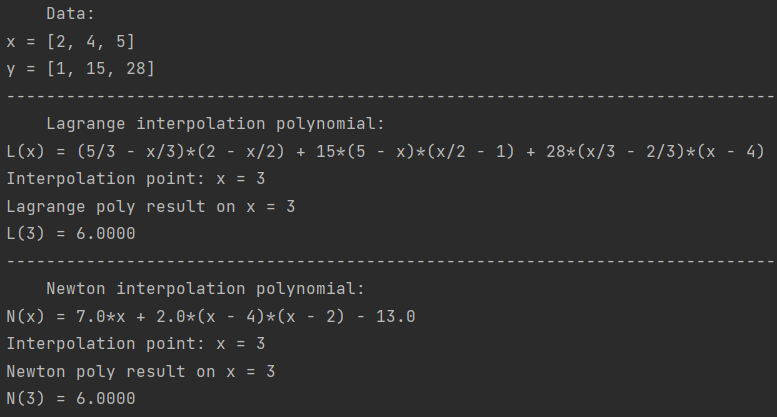 Data:
x = [2, 4, 5]
y = [1, 15, 28]
-----------------------------------------------------------------------------
Lagrange interpolation polynomial:
L(x) = (5/3 - x/3)*(2 - x/2) + 15*(5 - x)*(x/2 - 1) + 28*(x/3 - 2/3)*(x - 4)
Interpolation point: x = 3
Lagrange poly result on x = 3
L(3) = 6.0000
-----------------------------------------------------------------------------
Newton interpolation polynomial:
N(x) = 7.0*x + 2.0*(x - 4)*(x - 2) - 13.0
Interpolation point: x = 3
Newton poly result on x = 3
N(3) = 6.0000